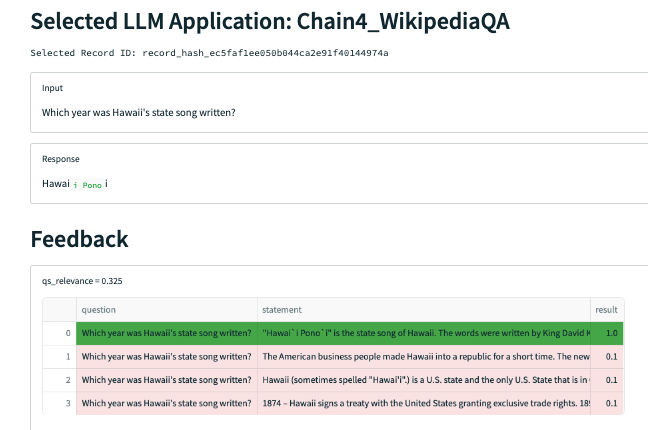 Selected LLM Application: Chain4_WikipediaQA
Selected Record ID: record_hash_ec5faf1ee050b044ca2e91f40144974a
Input
Which year was Hawaii's state song written?
Response
Hawai i Pono i
Feedback
qs_relevance = 0.325
question statement result
0 Which year was Hawaii's state song written? "Hawai`i Pono`i" is the state song of Hawaii. The words were written by King David K 1.0
1 Which year was Hawaii's state song written? The American business people made Hawaii into a republic for a short time. The new 0.1
2 Which year was Hawaii's state song written? Hawaii (sometimes spelled "Hawai'i".) is a U.S. state and the only U.S. State that is in 0.1
3 Which year was Hawaii's state song written? 1874 – Hawaii signs a treaty with the United States granting exclusive trade rights. 0.1